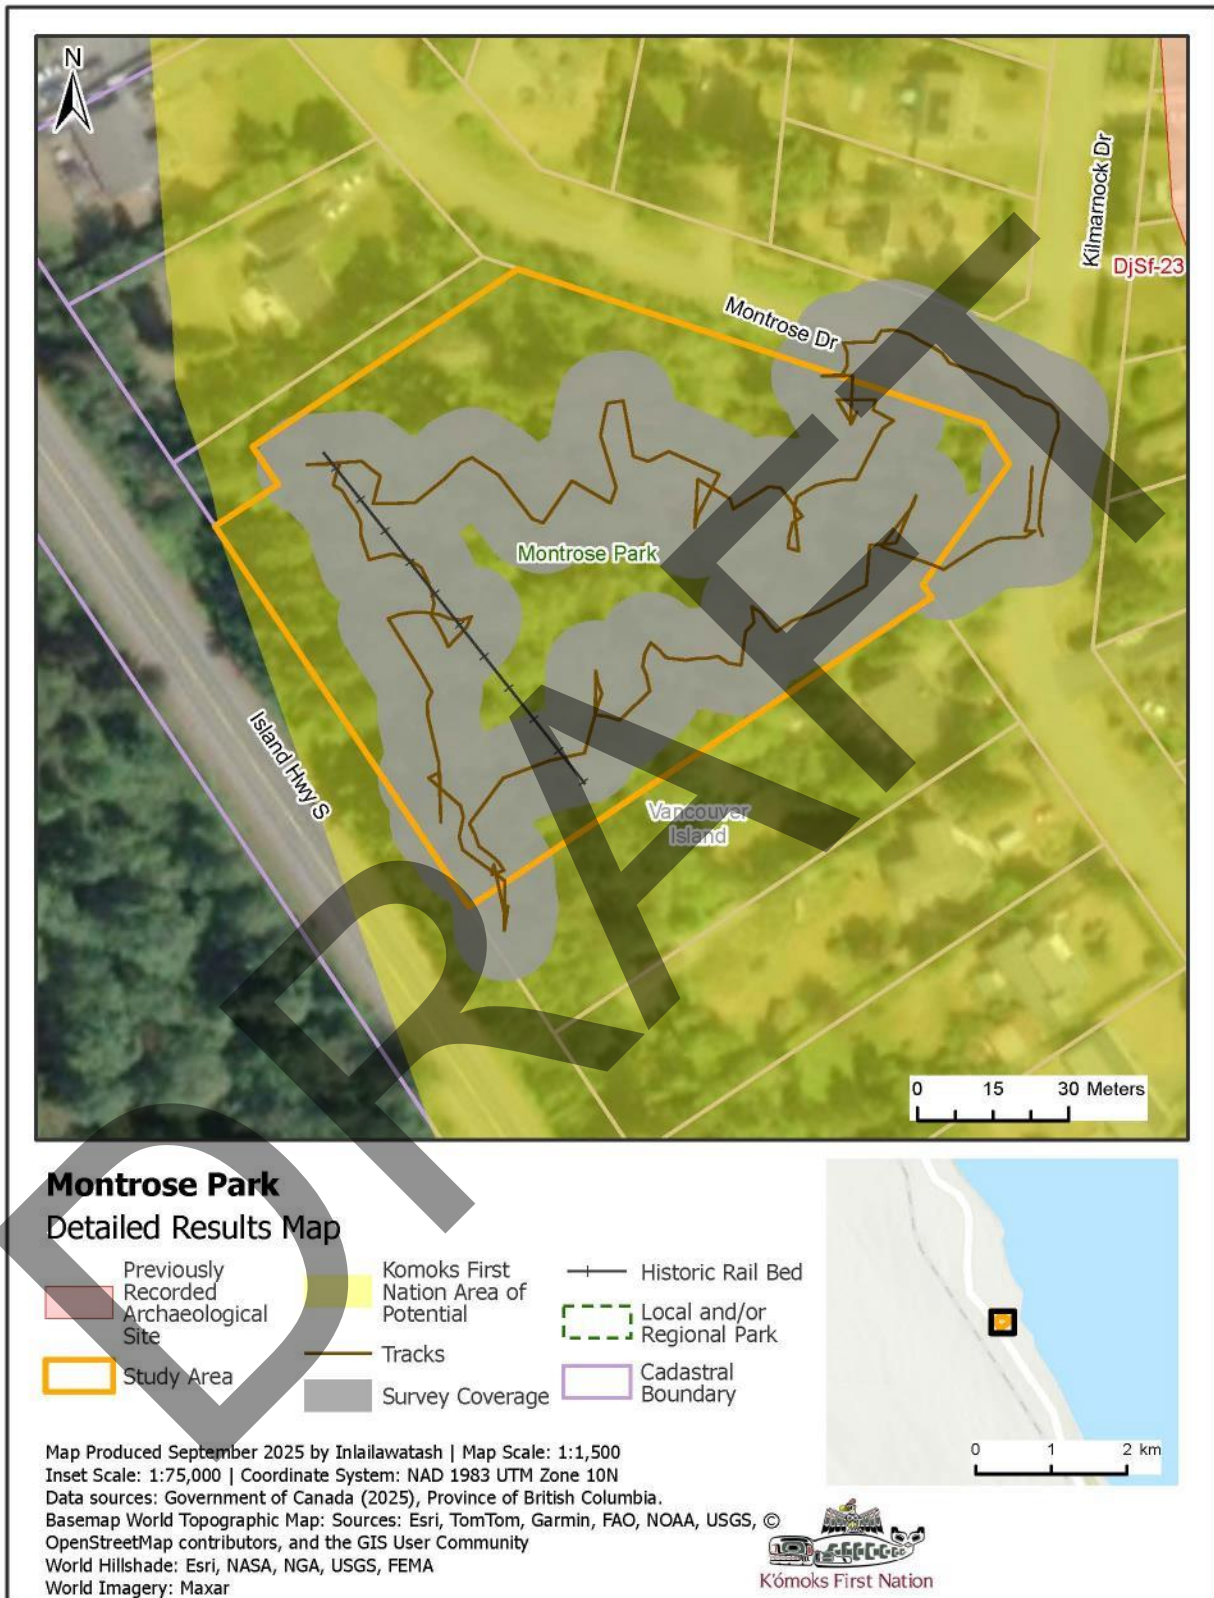 N
Kilmarnock Dr
DjSf-23
Montrose Dr
Montrose Park
Island Hwy S
Vancouver
Island
0 15 30 Meters
DRAFT
Montrose Park
Detailed Results Map
Previously
Recorded
Archaeological
Site
Study Area
Komoks First
Nation Area of
Potential
Tracks
Survey Coverage
Historic Rail Bed
Local and/or
Regional Park
Cadastral
Boundary
0 1 2 km
Map Produced September 2025 by Inlailawatash | Map Scale: 1:1,500
Inset Scale: 1:75,000 | Coordinate System: NAD 1983 UTM Zone 10N
Data sources: Government of Canada (2025), Province of British Columbia.
Basemap World Topographic Map: Sources: Esri, TomTom, Garmin, FAO, NOAA, USGS, ©
OpenStreetMap contributors, and the GIS User Community
World Hillshade: Esri, NASA, NGA, USGS, FEMA
World Imagery: Maxar
K'ómoks First Nation